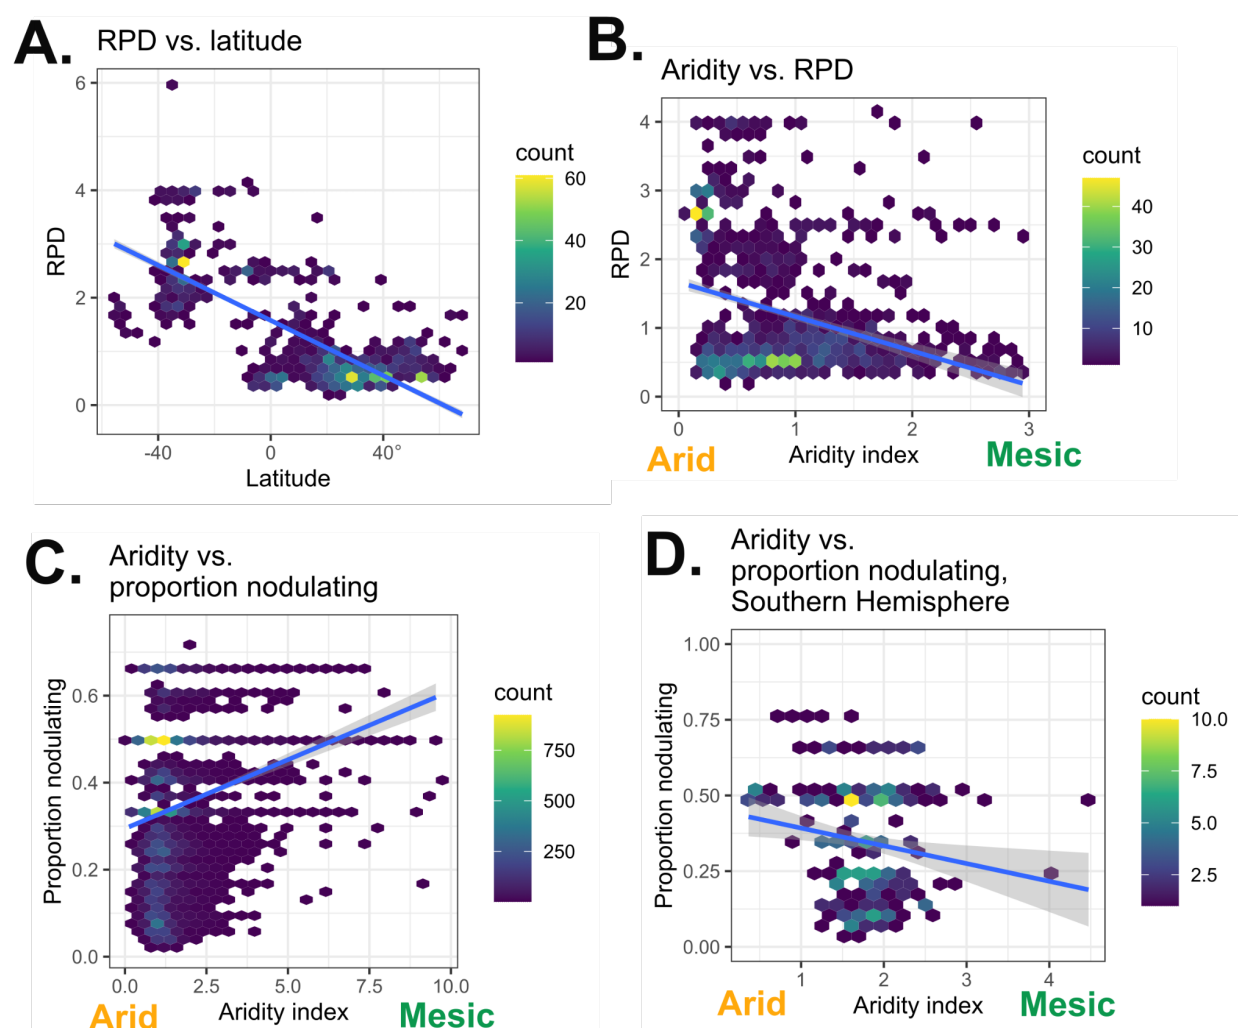 A.
RPD vs. latitude
6
4
2
0
RPD
-40
0
40°
Latitude
count
60
40
20
B.
Aridity vs. RPD
4
3
2
1
0
RPD
0
1
2
3
Arid
Aridity index
Mesic
count
40
30
20
10
C.
Aridity vs.
proportion nodulating
0.6
0.4
0.2
0.0
Proportion nodulating
0.0
2.5
5.0
7.5
10.0
Arid
Aridity index
Mesic
count
750
500
250
D.
Aridity vs.
proportion nodulating,
Southern Hemisphere
1.00
0.75
0.50
0.25
0.00
Proportion nodulating
1
2
3
4
Arid
Aridity index
Mesic
count
10.0
7.5
5.0
2.5